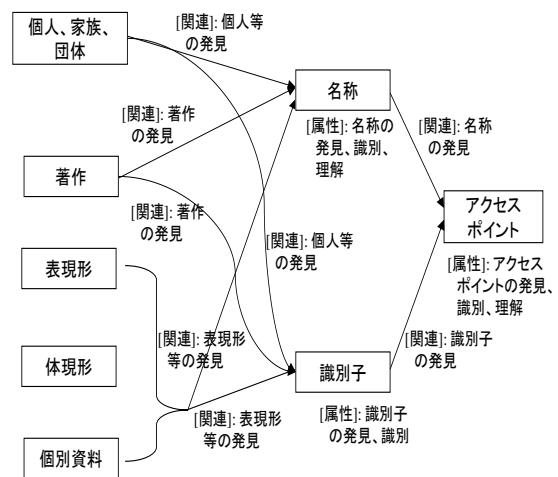 個人、家族、
団体
[関連]: 個人等
の発見
名称
[関連]: 著作
の発見
[属性]: 名称の
発見、識別、
理解
[関連]: 名称
の発見
著作
アクセス
ポイント
[関連]: 著作
の発見
[関連]: 個人等
の発見
表現形
[属性]: アクセス
ポイントの発見、
識別、理解
[関連]: 表現形
等の発見
[関連]: 識別子
の発見
体現形
識別子
[関連]: 表現形
等の発見
[属性]: 識別子
の発見、識別
個別資料